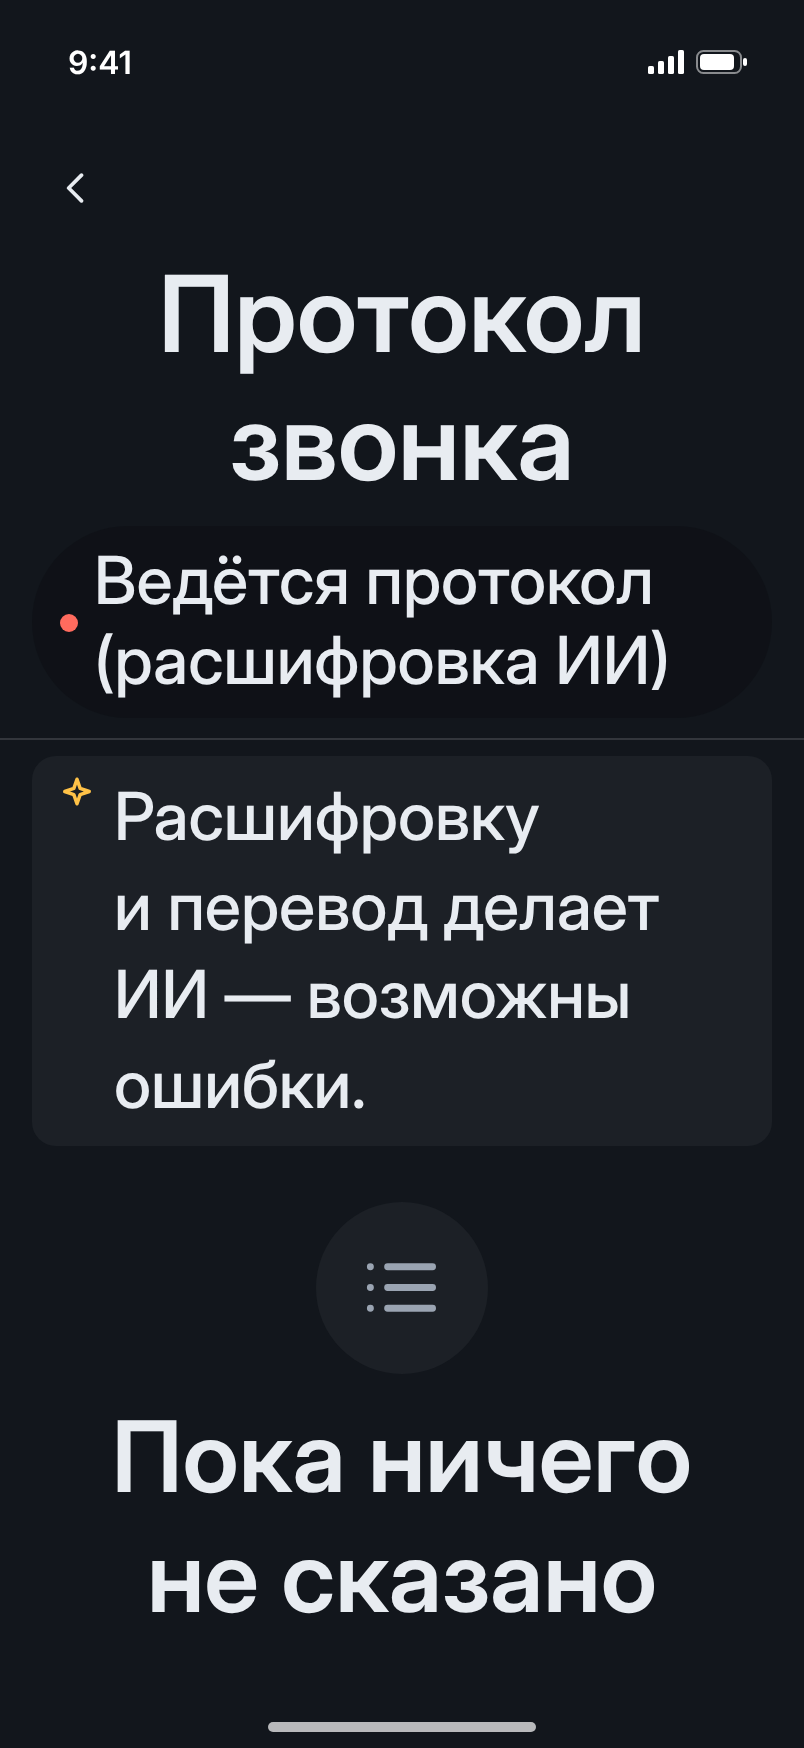 9:41
Протокол
звонка
Ведётся протокол
(расшифровка ИИ)
Расшифровку
и перевод делает
ИИ — возможны
ошибки.
Пока ничего
не сказано